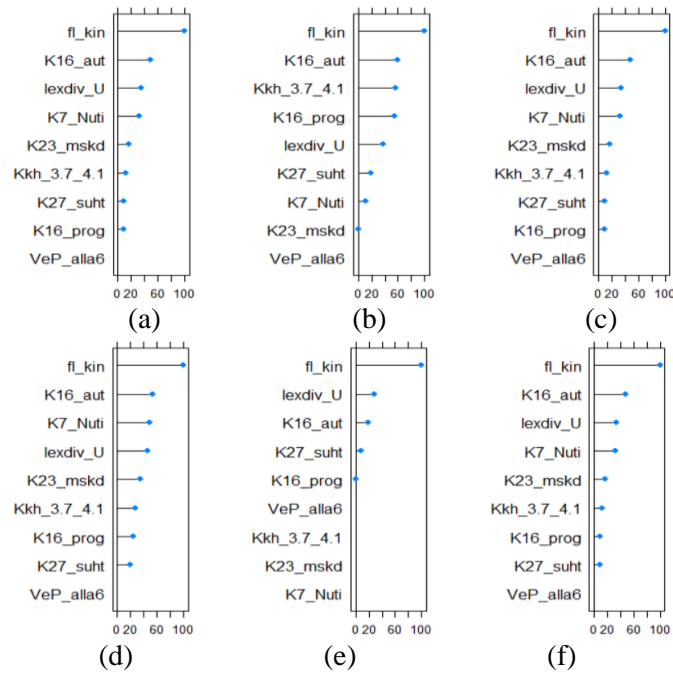 fl_kin
K16_aut
lexdiv_U
K7_Nuti
K23_mskd
Kkh_3.7_4.1
K27_suht
K16_prog
VeP_alla6
0 20 60 100
(a)
fl_kin
K16_aut
Kkh_3.7_4.1
K16_prog
lexdiv_U
K27_suht
K7_Nuti
K23_mskd
VeP_alla6
0 20 60 100
(b)
fl_kin
K16_aut
lexdiv_U
K7_Nuti
K23_mskd
Kkh_3.7_4.1
K27_suht
K16_prog
VeP_alla6
0 20 60 100
(c)
fl_kin
K16_aut
K7_Nuti
lexdiv_U
K23_mskd
Kkh_3.7_4.1
K16_prog
K27_suht
VeP_alla6
0 20 60 100
(d)
fl_kin
lexdiv_U
K16_aut
K27_suht
K16_prog
VeP_alla6
Kkh_3.7_4.1
K23_mskd
K7_Nuti
0 20 60 100
(e)
fl_kin
K16_aut
lexdiv_U
K7_Nuti
K23_mskd
Kkh_3.7_4.1
K16_prog
K27_suht
VeP_alla6
0 20 60 100
(f)